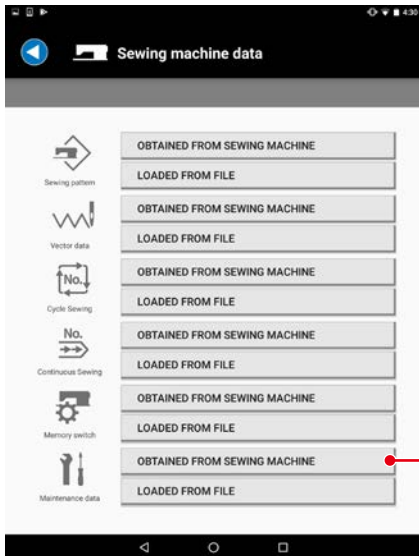 4:30
Sewing machine data
OBTAINED FROM SEWING MACHINE
LOADED FROM FILE
Sewing pattern
OBTAINED FROM SEWING MACHINE
LOADED FROM FILE
Vector data
OBTAINED FROM SEWING MACHINE
No.
LOADED FROM FILE
Cycle Sewing
OBTAINED FROM SEWING MACHINE
No.
LOADED FROM FILE
Continuous Sewing
OBTAINED FROM SEWING MACHINE
LOADED FROM FILE
Memory switch
OBTAINED FROM SEWING MACHINE
LOADED FROM FILE
Maintenance data